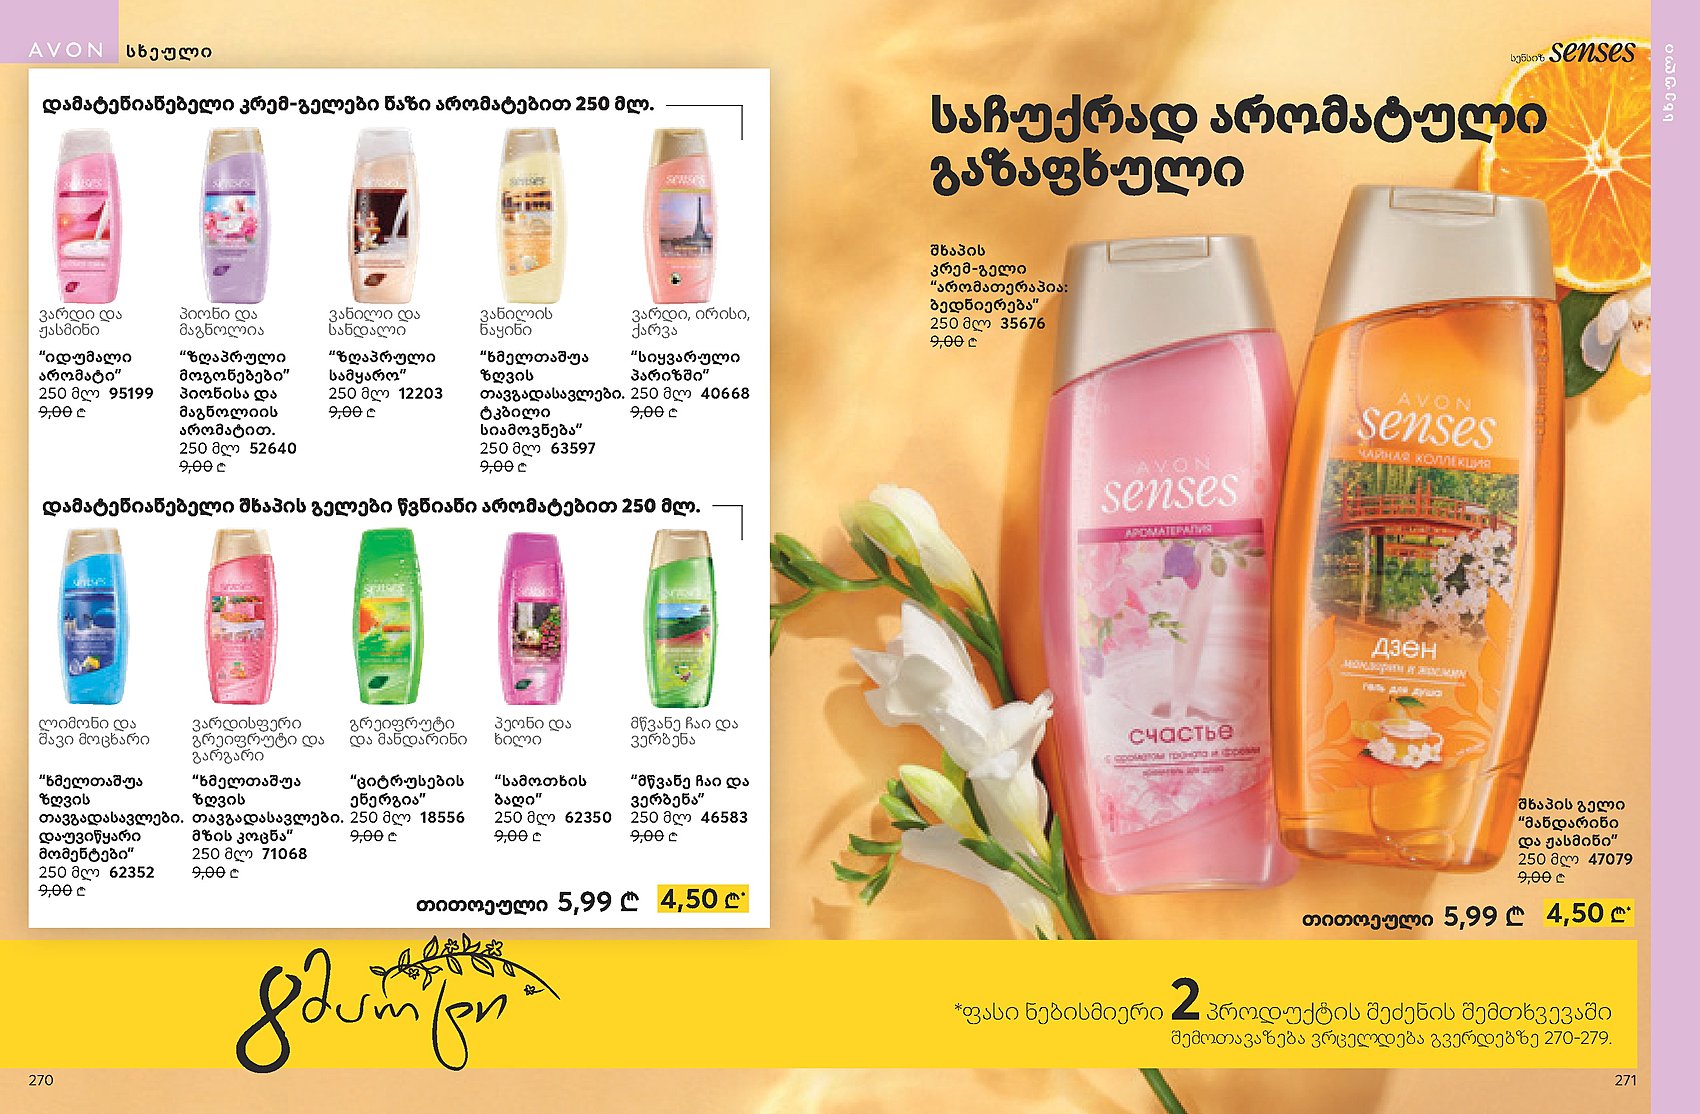 AVON სხეული
დამატენიანებელი კრემ-გელები ნაზი არომატებით 250 მლ.
ვარდი და
ჟასმინი
“იდუმალი
არომატი”
250 მლ 95199
9,00 ₾
პიონი და
მაგნოლია
“ზღაპრული
მოგონებები”
პიონისა და
მაგნოლიის
არომატით.
250 მლ 52640
9,00 ₾
ვანილი და
სანდალი
“ზღაპრული
სამყარო”
250 მლ 12203
9,00 ₾
ვანილის
ნაყინი
“ხმელთაშუა
ზღვის
თავგადასავლები.
ტკბილი
სიამოვნება”
250 მლ 63597
9,00 ₾
ვარდი, ირისი,
ქარვა
“სიყვარული
პარიზში”
250 მლ 40668
9,00 ₾
დამატენიანებელი შხაპის გელები წვნიანი არომატებით 250 მლ.
ლიმონი და
შავი მოცხარი
“ხმელთაშუა
ზღვის
თავგადასავლები.
დაუვიწყარი
მომენტები”
250 მლ 62352
9,00 ₾
ვარდისფერი
გრეიფრუტი და
გარგარი
“ხმელთაშუა
ზღვის
თავგადასავლები.
მზის კოცნა”
250 მლ 71068
9,00 ₾
გრეიფრუტი
და მანდარინი
“ციტრუსების
ენერგია”
250 მლ 18556
9,00 ₾
პეონი და
ხილი
“სამოთხის
ბაღი”
250 მლ 62350
9,00 ₾
მწვანე ჩაი და
ვერბენა
“მწვანე ჩაი და
ვერბენა”
250 მლ 46583
9,00 ₾
თითოეული 5,99 ₾ 4,50 ₾*
8 მარტი
270
სენსიზ senses
სხეული
საჩუქრად არომატული
გაზაფხული
შხაპის
კრემ-გელი
“არომათერაპია:
ბედნიერება”
250 მლ 35676
9,00 ₾
AVON
senses
АРОМАТЕРАПИЯ
СЧАСТЬЕ
с ароматом граната и фрезии
крем-гель для душа
AVON
senses
ЧАЙНАЯ КОЛЛЕКЦИЯ
ДЗЕН
мандарин и жасмин
гель для душа
შხაპის გელი
“მანდარინი
და ჟასმინი”
250 მლ 47079
9,00 ₾
თითოეული 5,99 ₾ 4,50 ₾*
*ფასი ნებისმიერი 2 პროდუქტის შეძენის შემთხვევაში
შემოთავაზება ვრცელდება გვერდებზე 270-279.
271